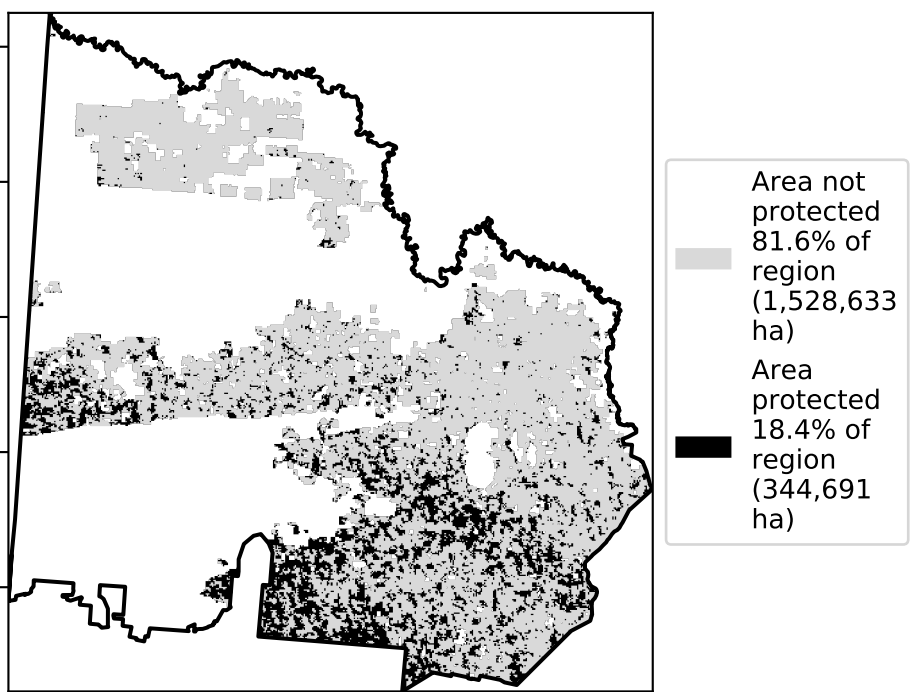 Area not
protected
81.6% of
region
(1,528,633
ha)
Area
protected
18.4% of
region
(344,691
ha)